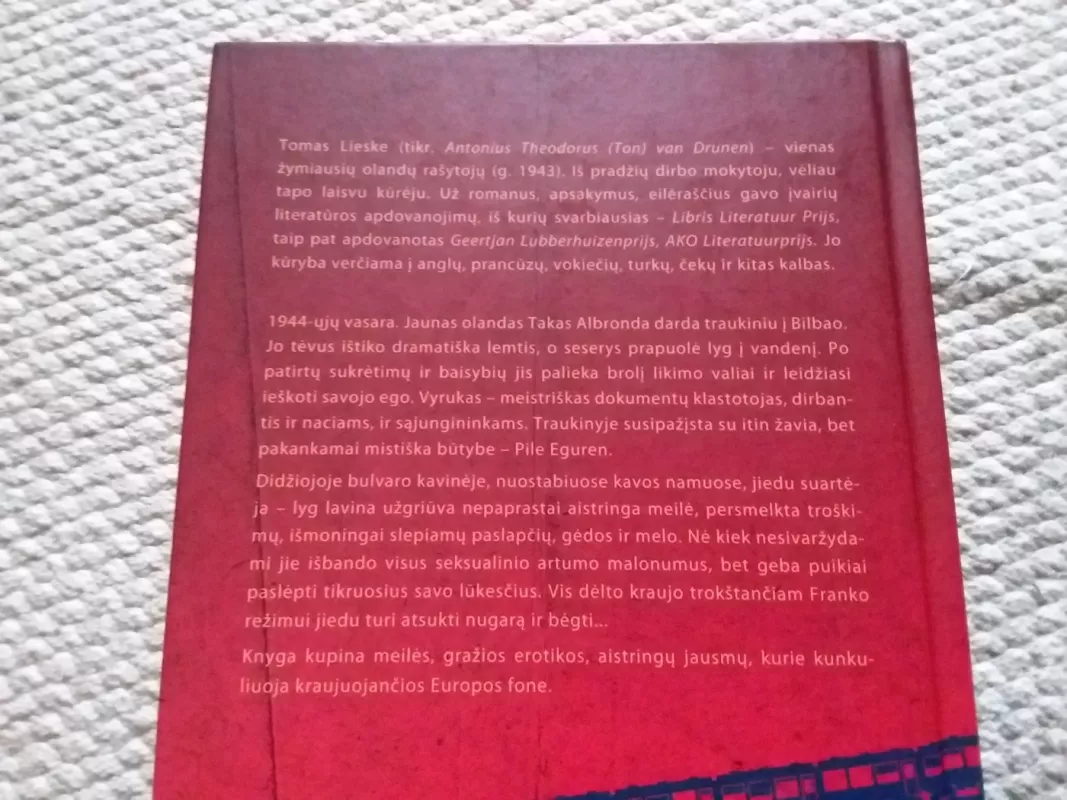 Tomas Lieske (tikr. Antonius Theodorus (Ton) van Drunen) – vienas
žymiausių olandų rašytojų (g. 1943). Iš pradžių dirbo mokytoju, vėliau
tapo laisvu kūrėju. Už romanus, apsakymus, eilėraščius gavo įvairių
literatūros apdovanojimų, iš kurių svarbiausias – Libris Literatuur Prijs,
taip pat apdovanotas Geertjan Lubberhuizenprijs, AKO Literatuurprijs. Jo
kūryba verčiama į anglų, prancūzų, vokiečių, turkų, čekų ir kitas kalbas.
1944-ųjų vasara. Jaunas olandas Takas Albronda darda traukiniu į Bilbao.
Jo tėvus ištiko dramatiška lemtis, o seserys prapuolė lyg į vandenį. Po
patirtų sukrėtimų ir baisybių jis palieka brolį likimo valiai ir leidžiasi
ieškoti savojo ego. Vyrukas – meistriškas dokumentų klastotojas, dirban-
tis ir naciams, ir sąjungininkams. Traukinyje susipažįsta su itin žavia, bet
pakankamai mistiška būtybe – Pile Eguren.
Didžiojoje bulvaro kavinėje, nuostabiuose kavos namuose, jiedu suartė-
ja – lyg lavina užgriūva nepaprastai aistringa meilė, persmelkta troški-
mų, išmoningai slepiamų paslapčių, gėdos ir melo. Nė kiek nesivaržyda-
mi jie išbando visus seksualinio artumo malonumus, bet geba puikiai
paslėpti tikruosius savo lūkesčius. Vis dėlto kraujo trokštančiam Franko
režimui jiedu turi atsukti nugarą ir bėgti...
Knyga kupina meilės, gražios erotikos, aistringų jausmų, kurie kunku-
liuoja kraujuojančios Europos fone.